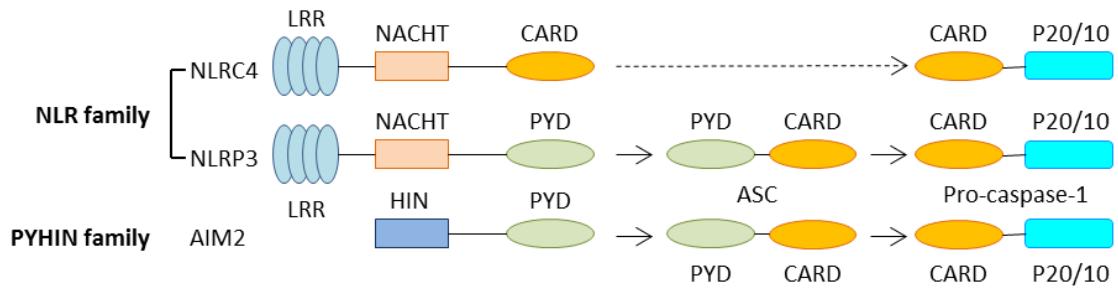 LRR
NACHT CARD CARD P20/10
NLRC4
NLR family
NACHT PYD PYD CARD CARD P20/10
NLRP3
LRR HIN PYD ASC Pro-caspase-1
PYHIN family AIM2
PYD CARD CARD P20/10